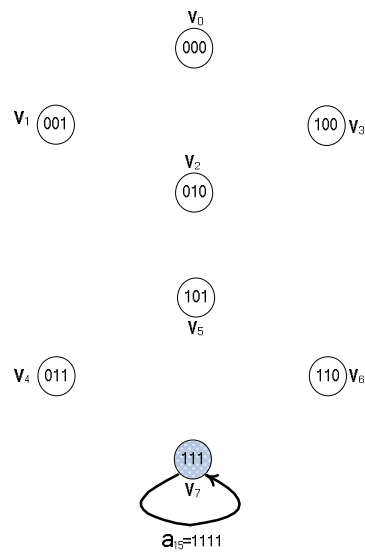 V₀
000
V₁ 001
100 V₃
V₂
010
101
V₅
V₄ 011
110 V₆
111
V₇
a₁₅=1111